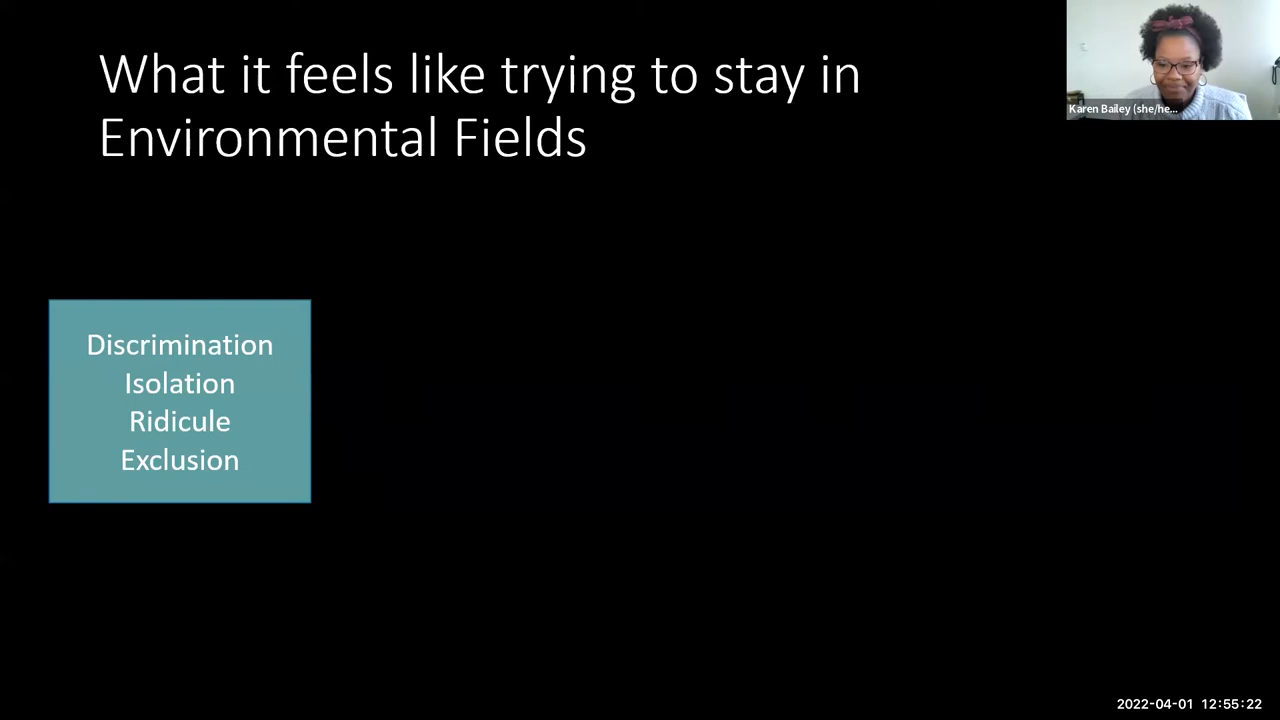 What it feels like trying to stay in
Environmental Fields
Karen Bailey (she/he...
Discrimination
Isolation
Ridicule
Exclusion
2022-04-01 12:55:22